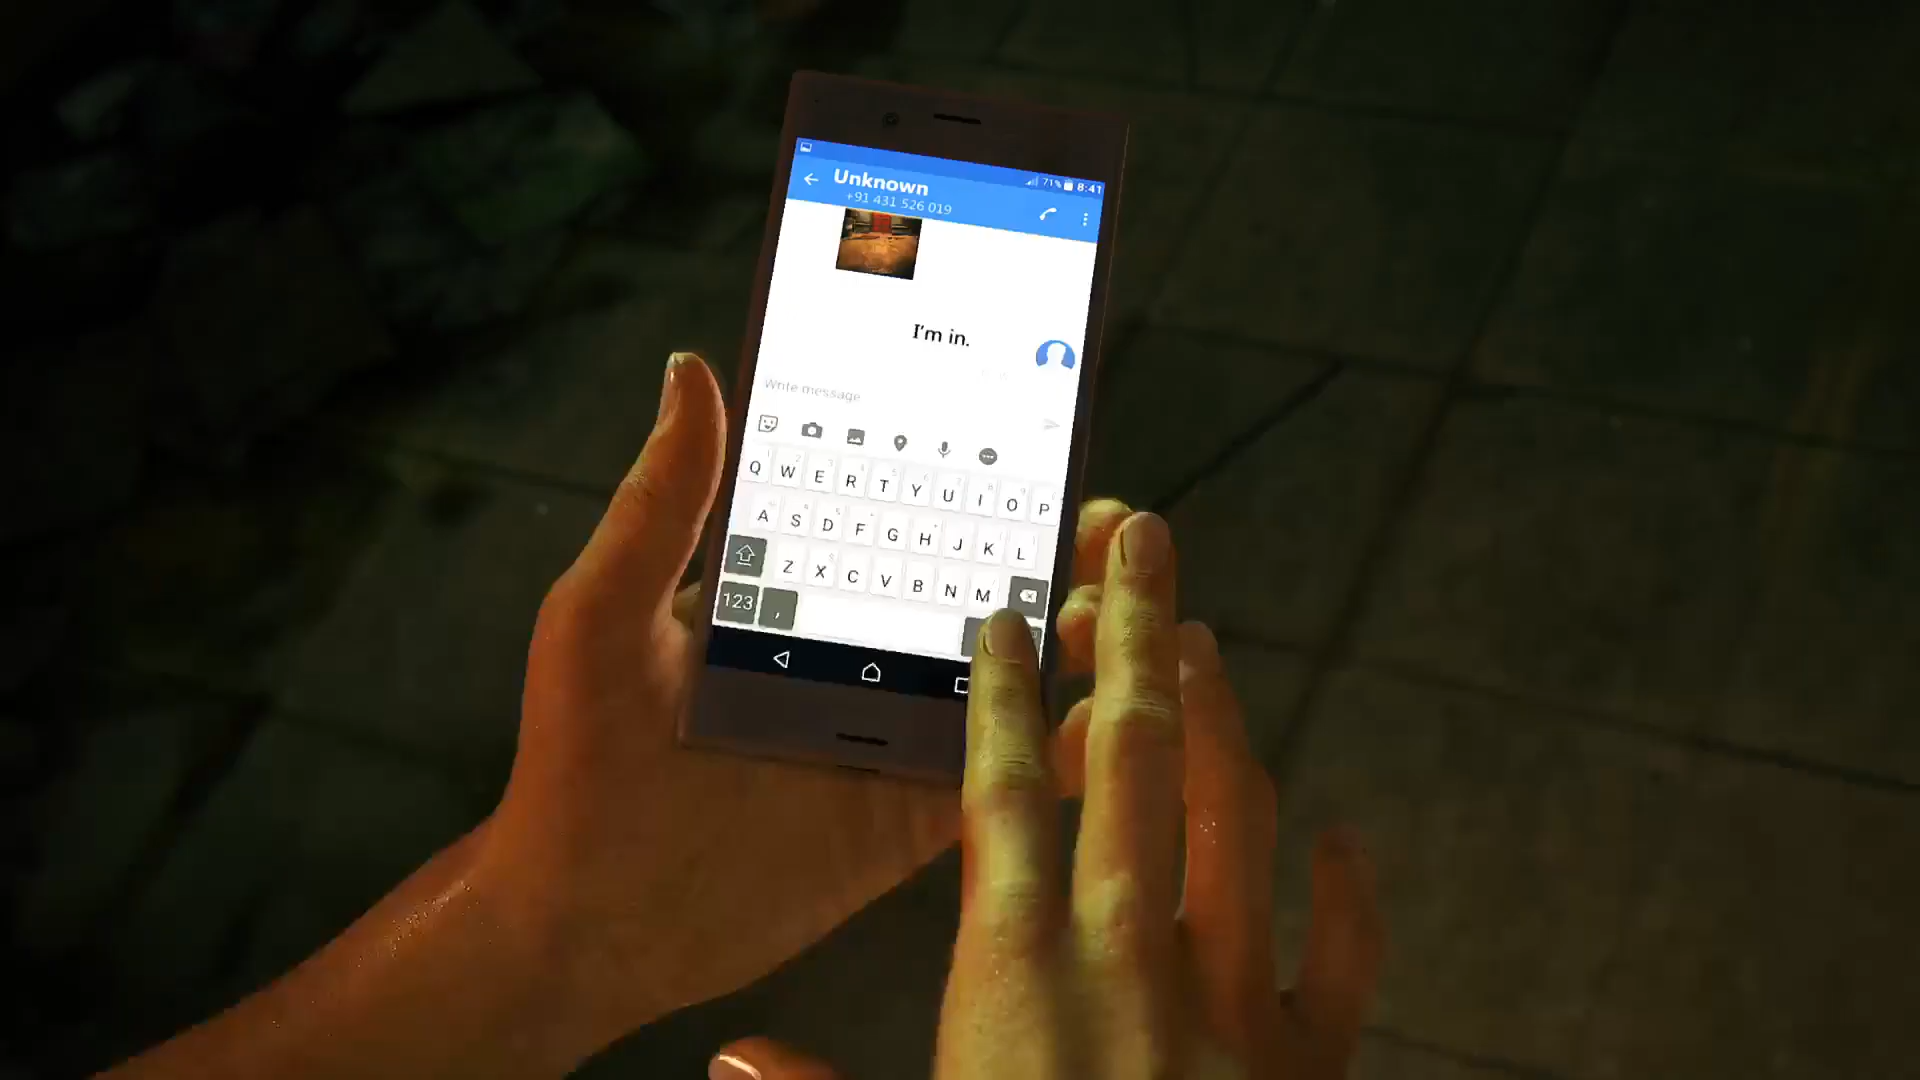 71% 8:41
Unknown
+91 431 526 019
I'm in.
Write message
Q W E R T Y U I O P
A S D F G H J K L
Z X C V B N M
123 ,